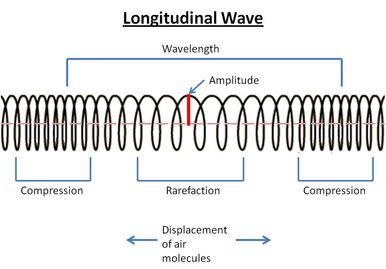 Longitudinal Wave
Wavelength
Amplitude
Compression
Rarefaction
Compression
Displacement
of air
molecules